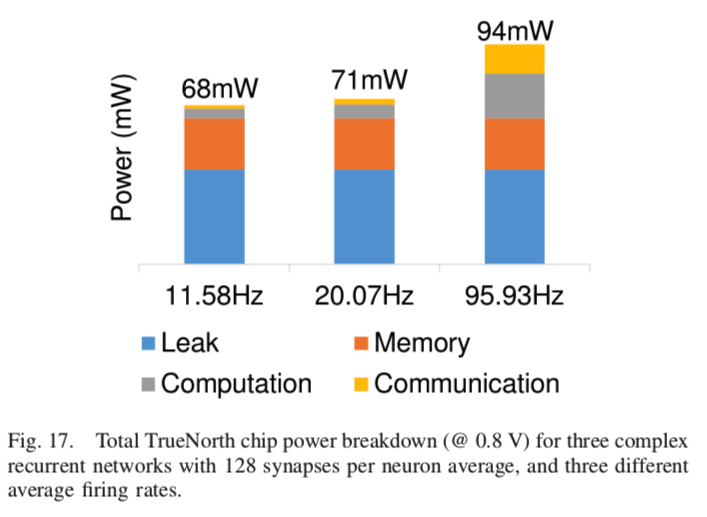 94mW
68mW
71mW
Power (mW)
11.58Hz
20.07Hz
95.93Hz
Leak
Memory
Computation
Communication
Fig. 17. Total TrueNorth chip power breakdown (@ 0.8 V) for three complex
recurrent networks with 128 synapses per neuron average, and three different
average firing rates.